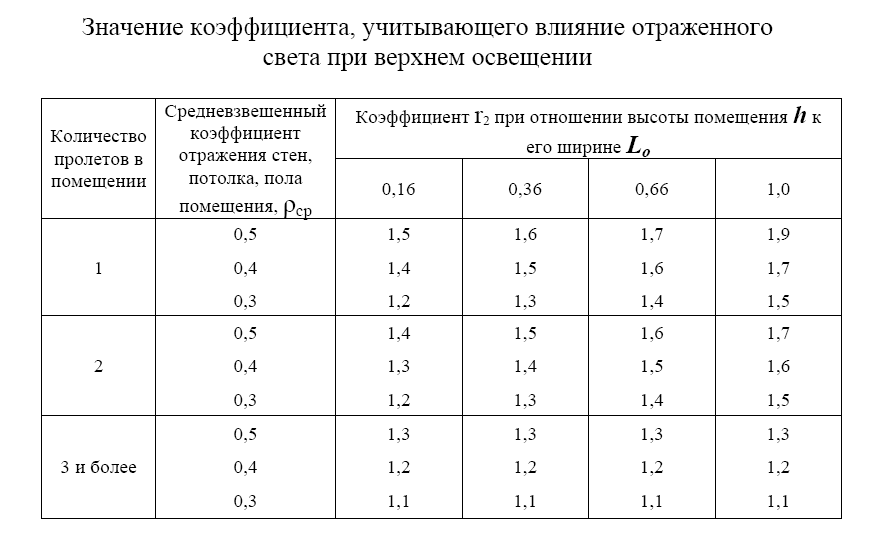 Значение коэффициента, учитывающего влияние отраженного
света при верхнем освещении
Количество
пролетов в
помещении
Средневзвешенный
коэффициент
отражения стен,
потолка, пола
помещения, ρср
Коэффициент r2 при отношении высоты помещения h к
его ширине Lo
0,16 0,36 0,66 1,0
0,5 1,5 1,6 1,7 1,9
1 0,4 1,4 1,5 1,6 1,7
0,3 1,2 1,3 1,4 1,5
0,5 1,4 1,5 1,6 1,7
2 0,4 1,3 1,4 1,5 1,6
0,3 1,2 1,3 1,4 1,5
0,5 1,3 1,3 1,3 1,3
3 и более 0,4 1,2 1,2 1,2 1,2
0,3 1,1 1,1 1,1 1,1